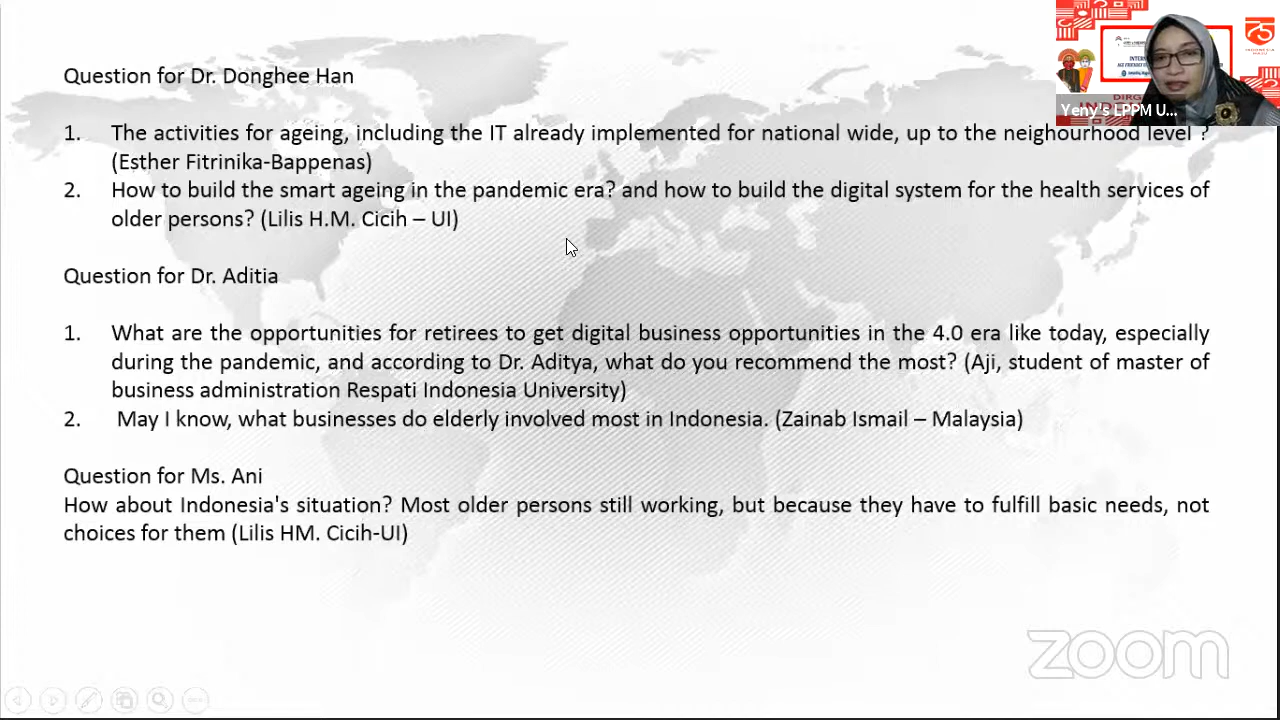 Question for Dr. Donghee Han
1. The activities for ageing, including the IT already implemented for national wide, up to the neighourhood level ?
(Esther Fitrinika-Bappenas)
2. How to build the smart ageing in the pandemic era? and how to build the digital system for the health services of
older persons? (Lilis H.M. Cicih – UI)
Question for Dr. Aditia
1. What are the opportunities for retirees to get digital business opportunities in the 4.0 era like today, especially
during the pandemic, and according to Dr. Aditya, what do you recommend the most? (Aji, student of master of
business administration Respati Indonesia University)
2. May I know, what businesses do elderly involved most in Indonesia. (Zainab Ismail – Malaysia)
Question for Ms. Ani
How about Indonesia's situation? Most older persons still working, but because they have to fulfill basic needs, not
choices for them (Lilis HM. Cicih-UI)
Yeny's LPPM U...
zoom